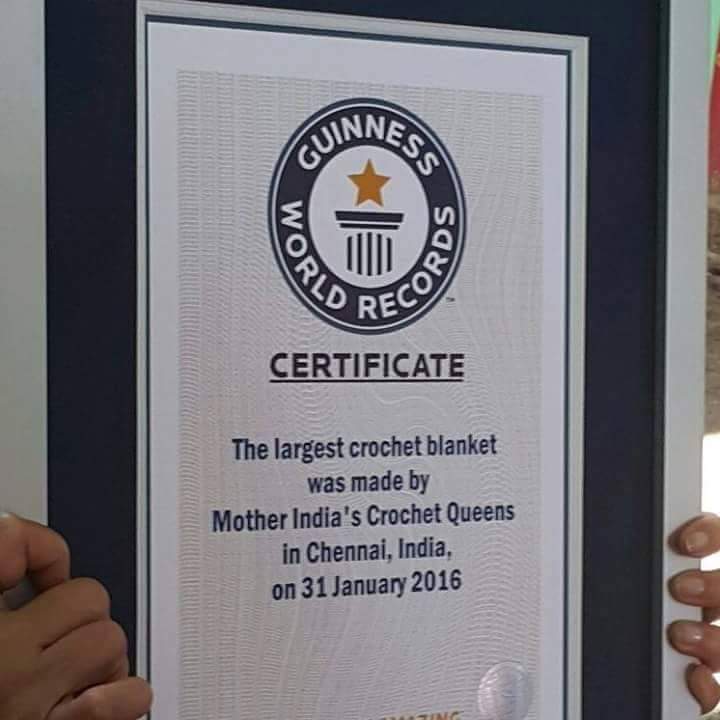 GUINNESS
WORLD RECORDS
™
CERTIFICATE
The largest crochet blanket
was made by
Mother India's Crochet Queens
in Chennai, India,
on 31 January 2016